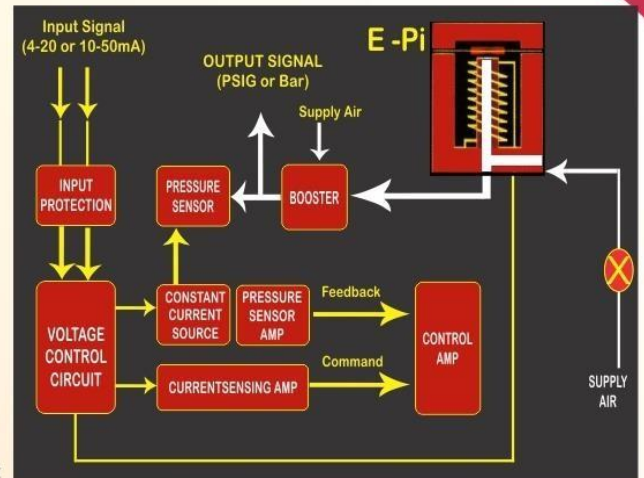 Input Signal
(4-20 or 10-50mA)
E -Pi
OUTPUT SIGNAL
(PSIG or Bar)
Supply Air
INPUT
PROTECTION
PRESSURE
SENSOR
BOOSTER
VOLTAGE
CONTROL
CIRCUIT
CONSTANT
CURRENT
SOURCE
PRESSURE
SENSOR
AMP
Feedback
CONTROL
AMP
Command
CURRENTSENSING AMP
SUPPLY
AIR